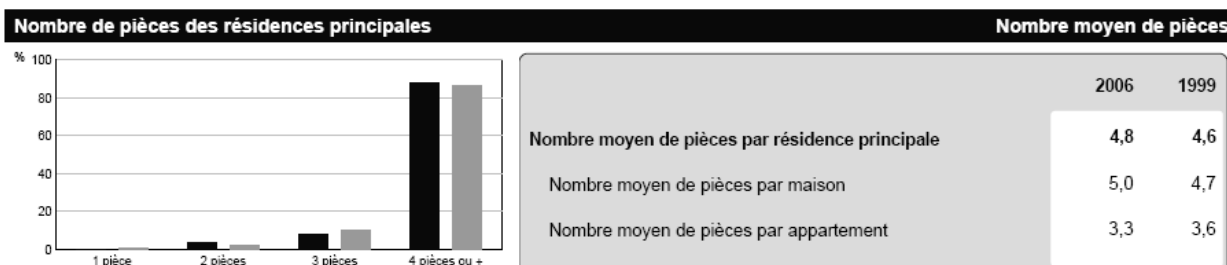 Nombre de pièces des résidences principales
Nombre moyen de pièces
% 100
80
60
40
20
0
1 pièce 2 pièces 3 pièces 4 pièces ou +
2006 1999
Nombre moyen de pièces par résidence principale 4,8 4,6
Nombre moyen de pièces par maison 5,0 4,7
Nombre moyen de pièces par appartement 3,3 3,6